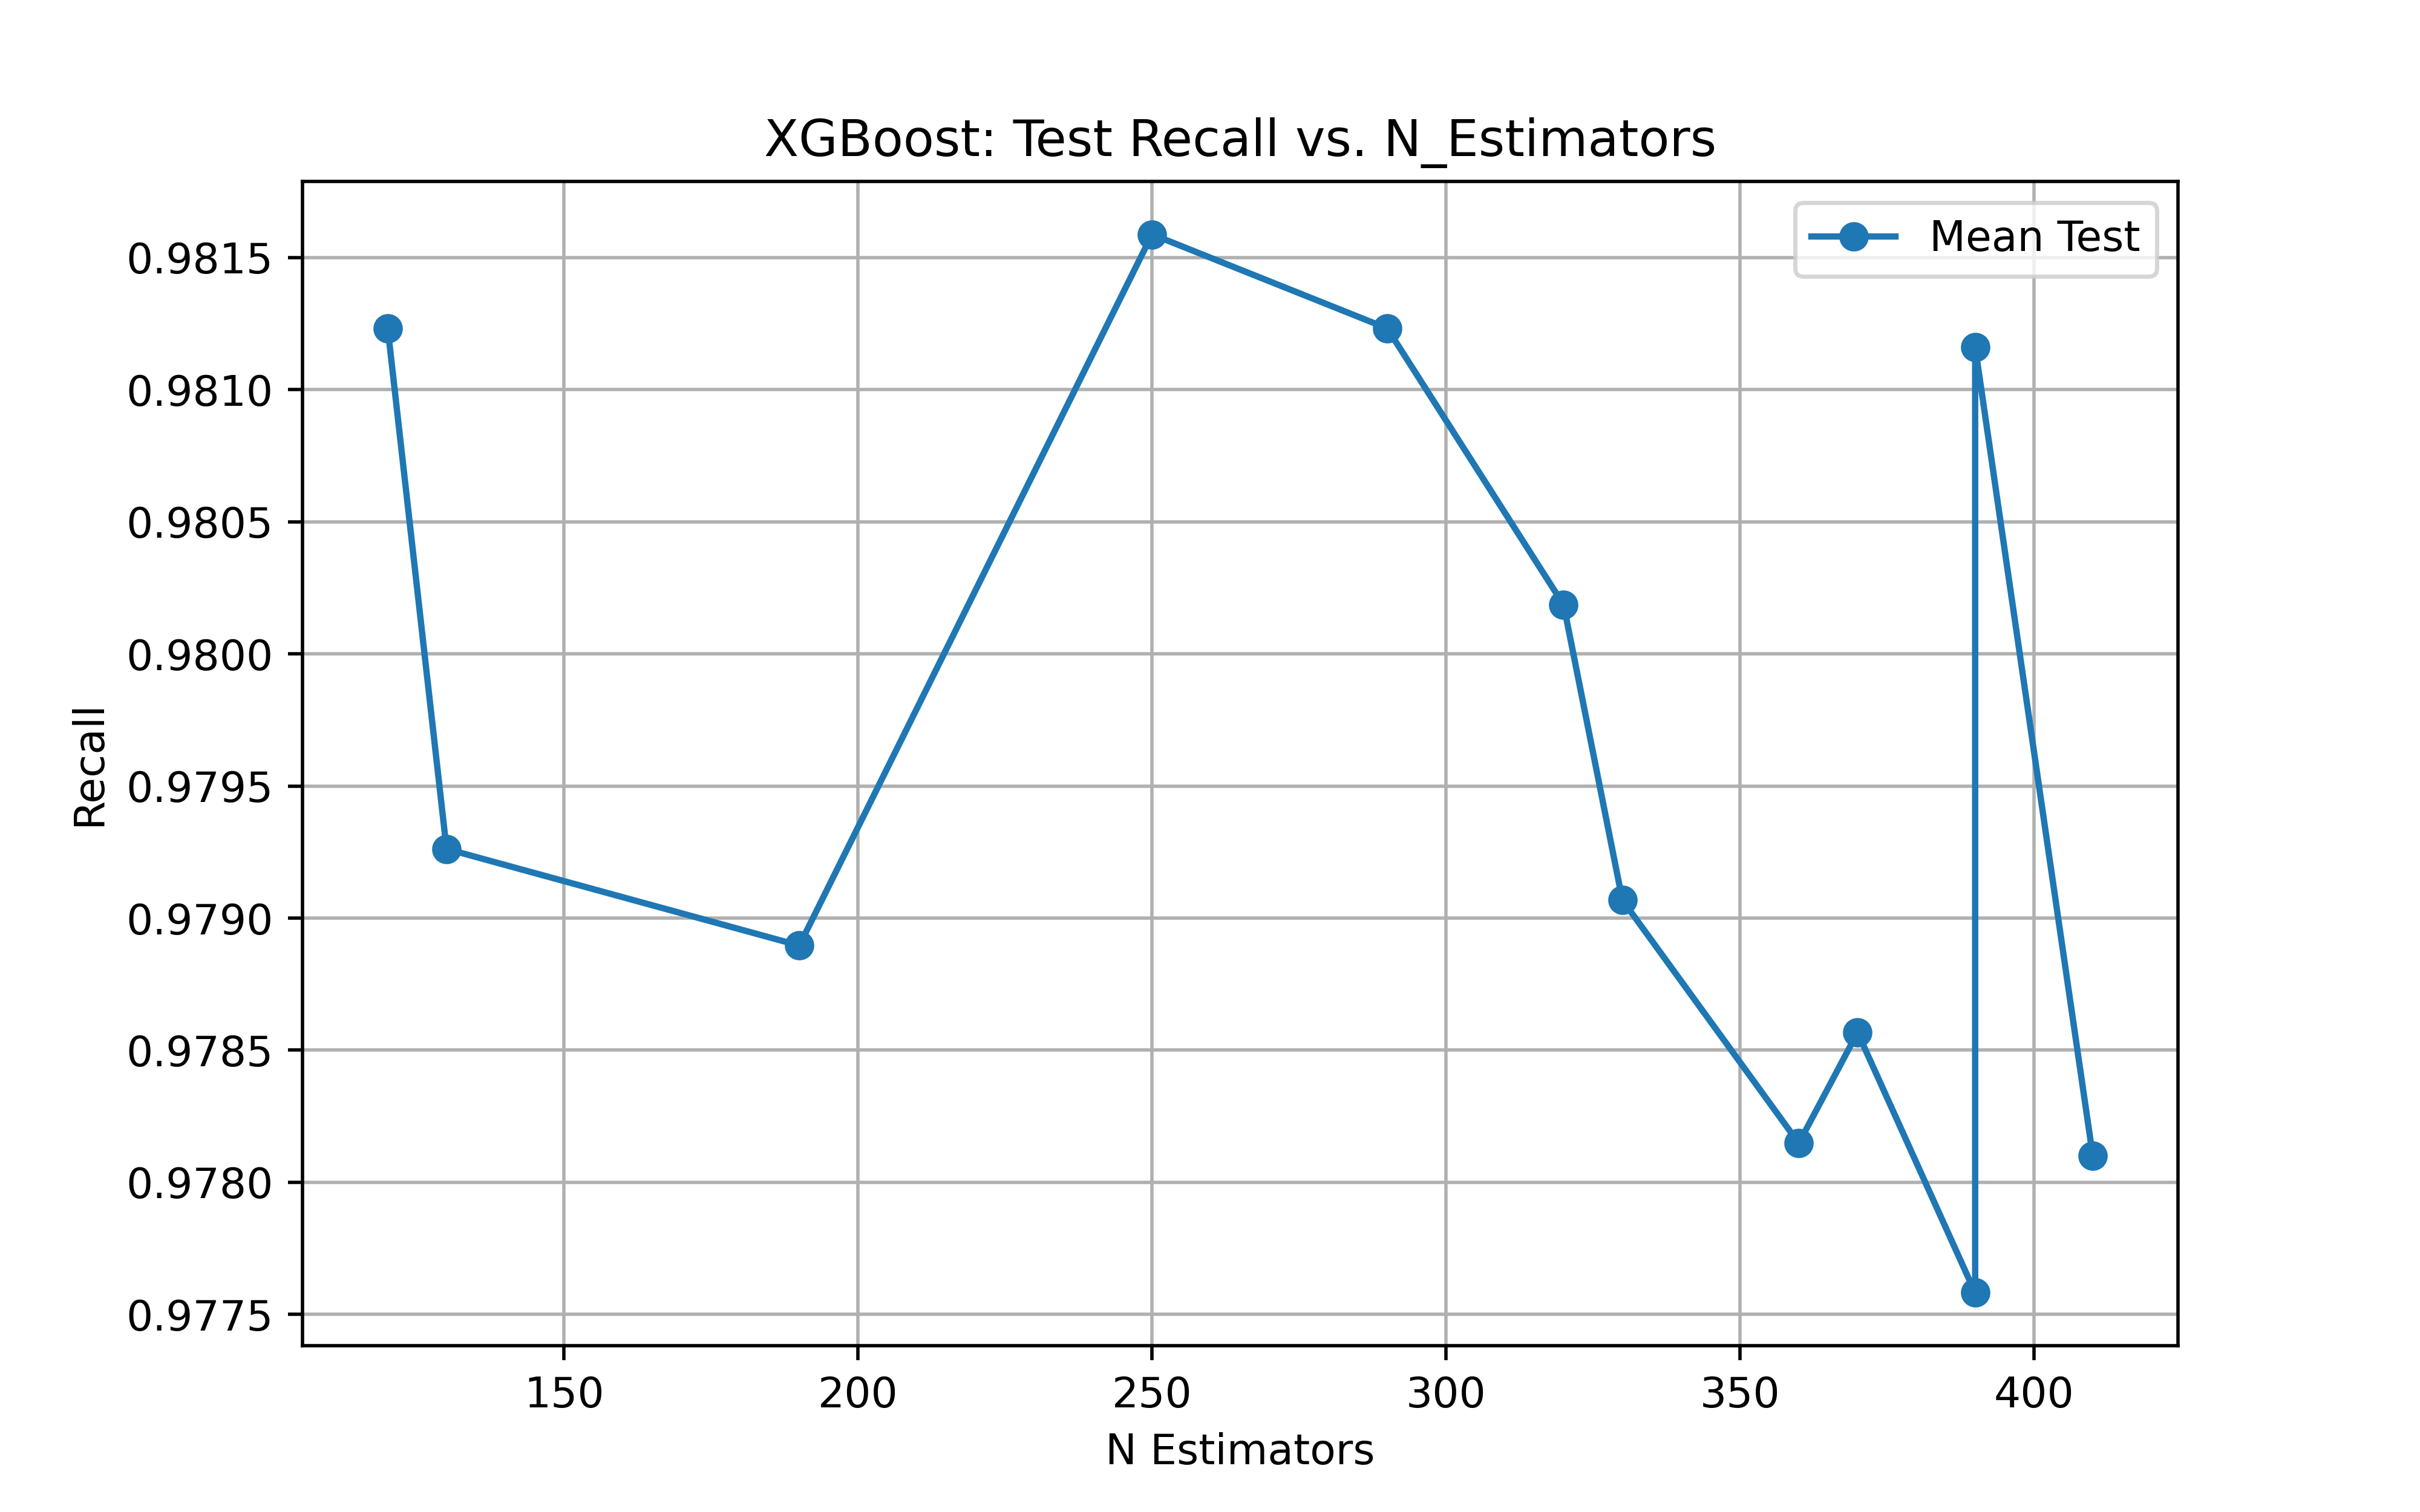 XGBoost: Test Recall vs. N_Estimators
Mean Test
0.9815
0.9810
0.9805
0.9800
0.9795
0.9790
0.9785
0.9780
0.9775
Recall
150 200 250 300 350 400
N Estimators